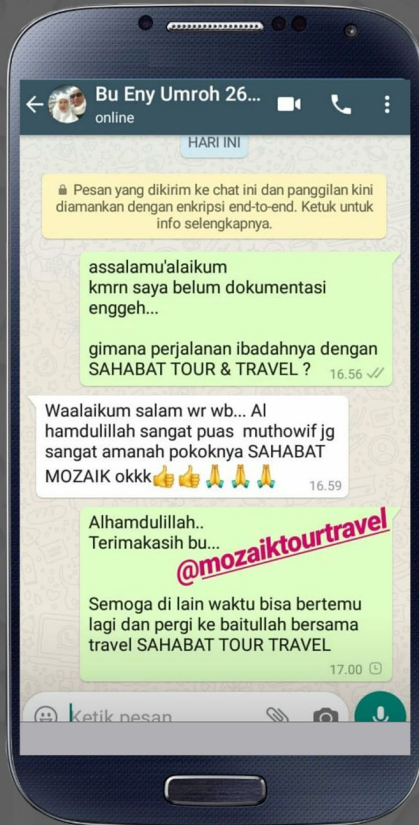 Bu Eny Umroh 26...
online
HARI INI
Pesan yang dikirim ke chat ini dan panggilan kini
diamankan dengan enkripsi end-to-end. Ketuk untuk
info selengkapnya.
assalamu'alaikum
kmrn saya belum dokumentasi
enggeh...
gimana perjalanan ibadahnya dengan
SAHABAT TOUR & TRAVEL ?
16.56
Waalaikum salam wr wb... Al
hamdulillah sangat puas muthowif jg
sangat amanah pokoknya SAHABAT
MOZAIK okkk👍👍🙏🙏🙏
16.59
Alhamdulillah..
Terimakasih bu...
@mozaiktourtravel
Semoga di lain waktu bisa bertemu
lagi dan pergi ke baitullah bersama
travel SAHABAT TOUR TRAVEL
17.00
Ketik pesan